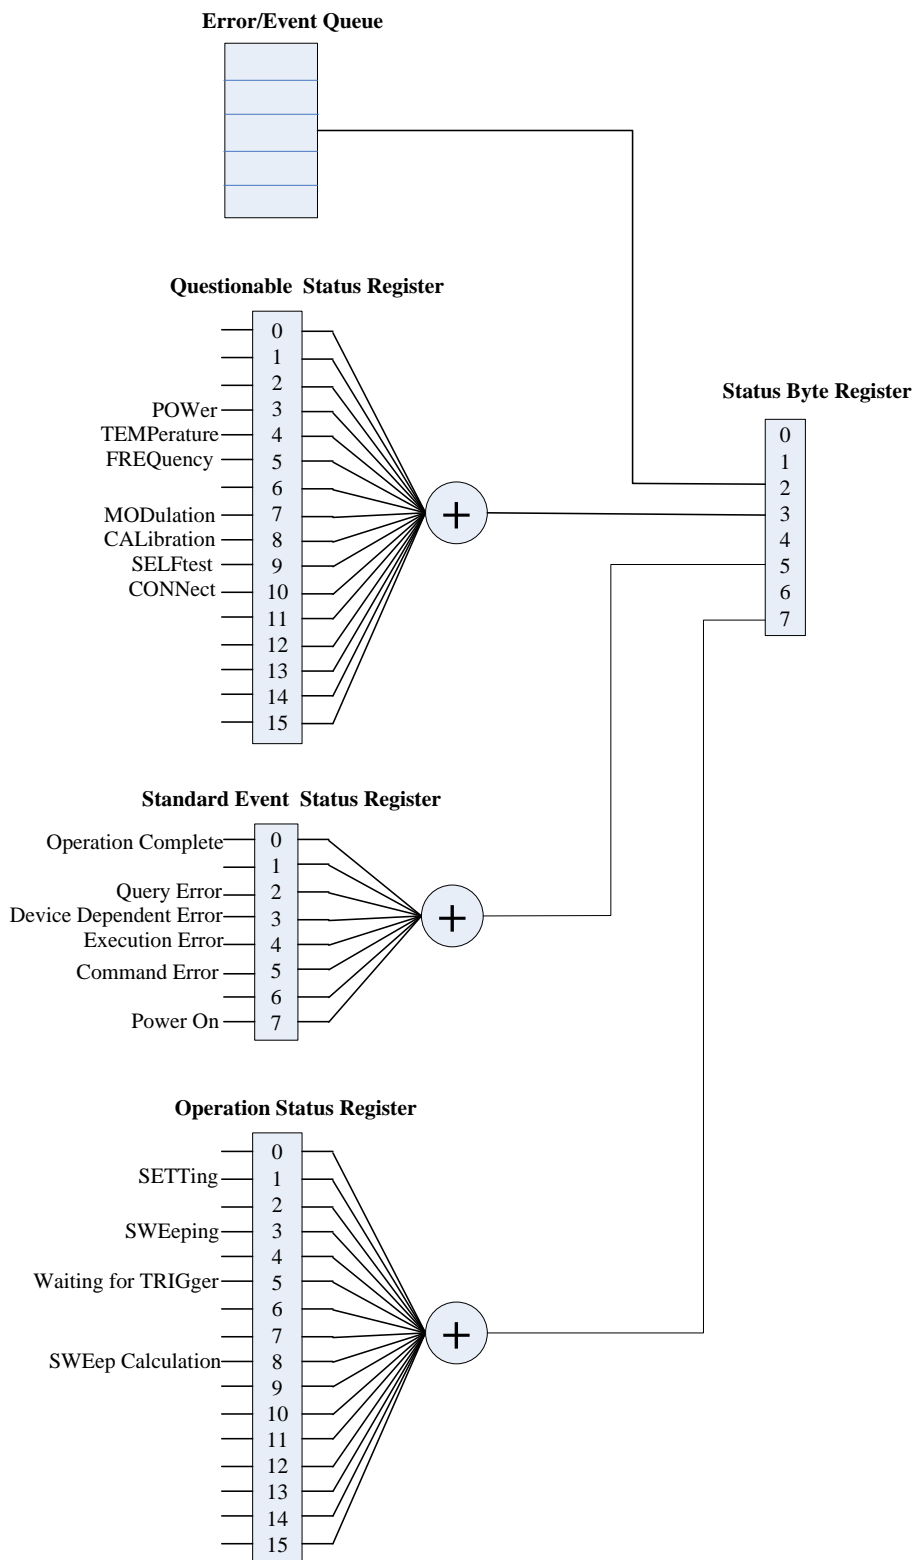 Error/Event Queue
Questionable Status Register
0
1
2
POWer 3
TEMPerature 4
FREQuency 5
6
MODulation 7
CALibration 8
SELFtest 9
CONNect 10
11
12
13
14
15
+
Status Byte Register
0
1
2
3
4
5
6
7
Standard Event Status Register
Operation Complete 0
1
Query Error 2
Device Dependent Error 3
Execution Error 4
Command Error 5
6
Power On 7
+
Operation Status Register
0
SETTing 1
2
SWEeping 3
4
Waiting for TRIGger 5
6
7
SWEep Calculation 8
9
10
11
12
13
14
15
+